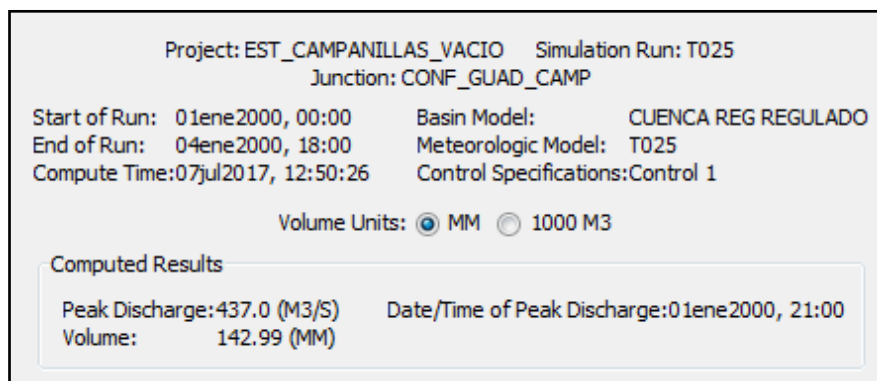 Project: EST_CAMPANILLAS_VACIO Simulation Run: T025
Junction: CONF_GUAD_CAMP
Start of Run: 01ene2000, 00:00 Basin Model: CUENCA REG REGULADO
End of Run: 04ene2000, 18:00 Meteorologic Model: T025
Compute Time:07jul2017, 12:50:26 Control Specifications:Control 1
Volume Units: MM 1000 M3
Computed Results
Peak Discharge:437.0 (M3/S) Date/Time of Peak Discharge:01ene2000, 21:00
Volume: 142.99 (MM)